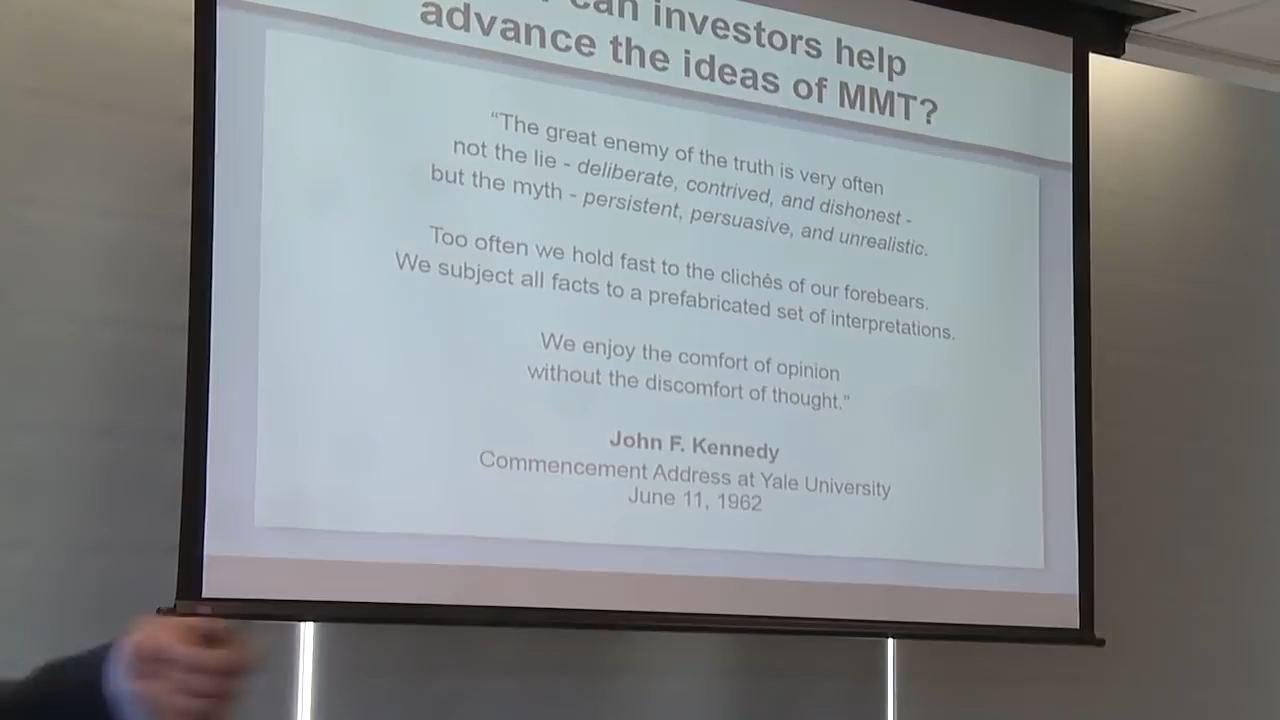 can investors help
advance the ideas of MMT?
“The great enemy of the truth is very often
not the lie - deliberate, contrived, and dishonest -
but the myth - persistent, persuasive, and unrealistic.
Too often we hold fast to the clichés of our forebears.
We subject all facts to a prefabricated set of interpretations.
We enjoy the comfort of opinion
without the discomfort of thought.”
John F. Kennedy
Commencement Address at Yale University
June 11, 1962